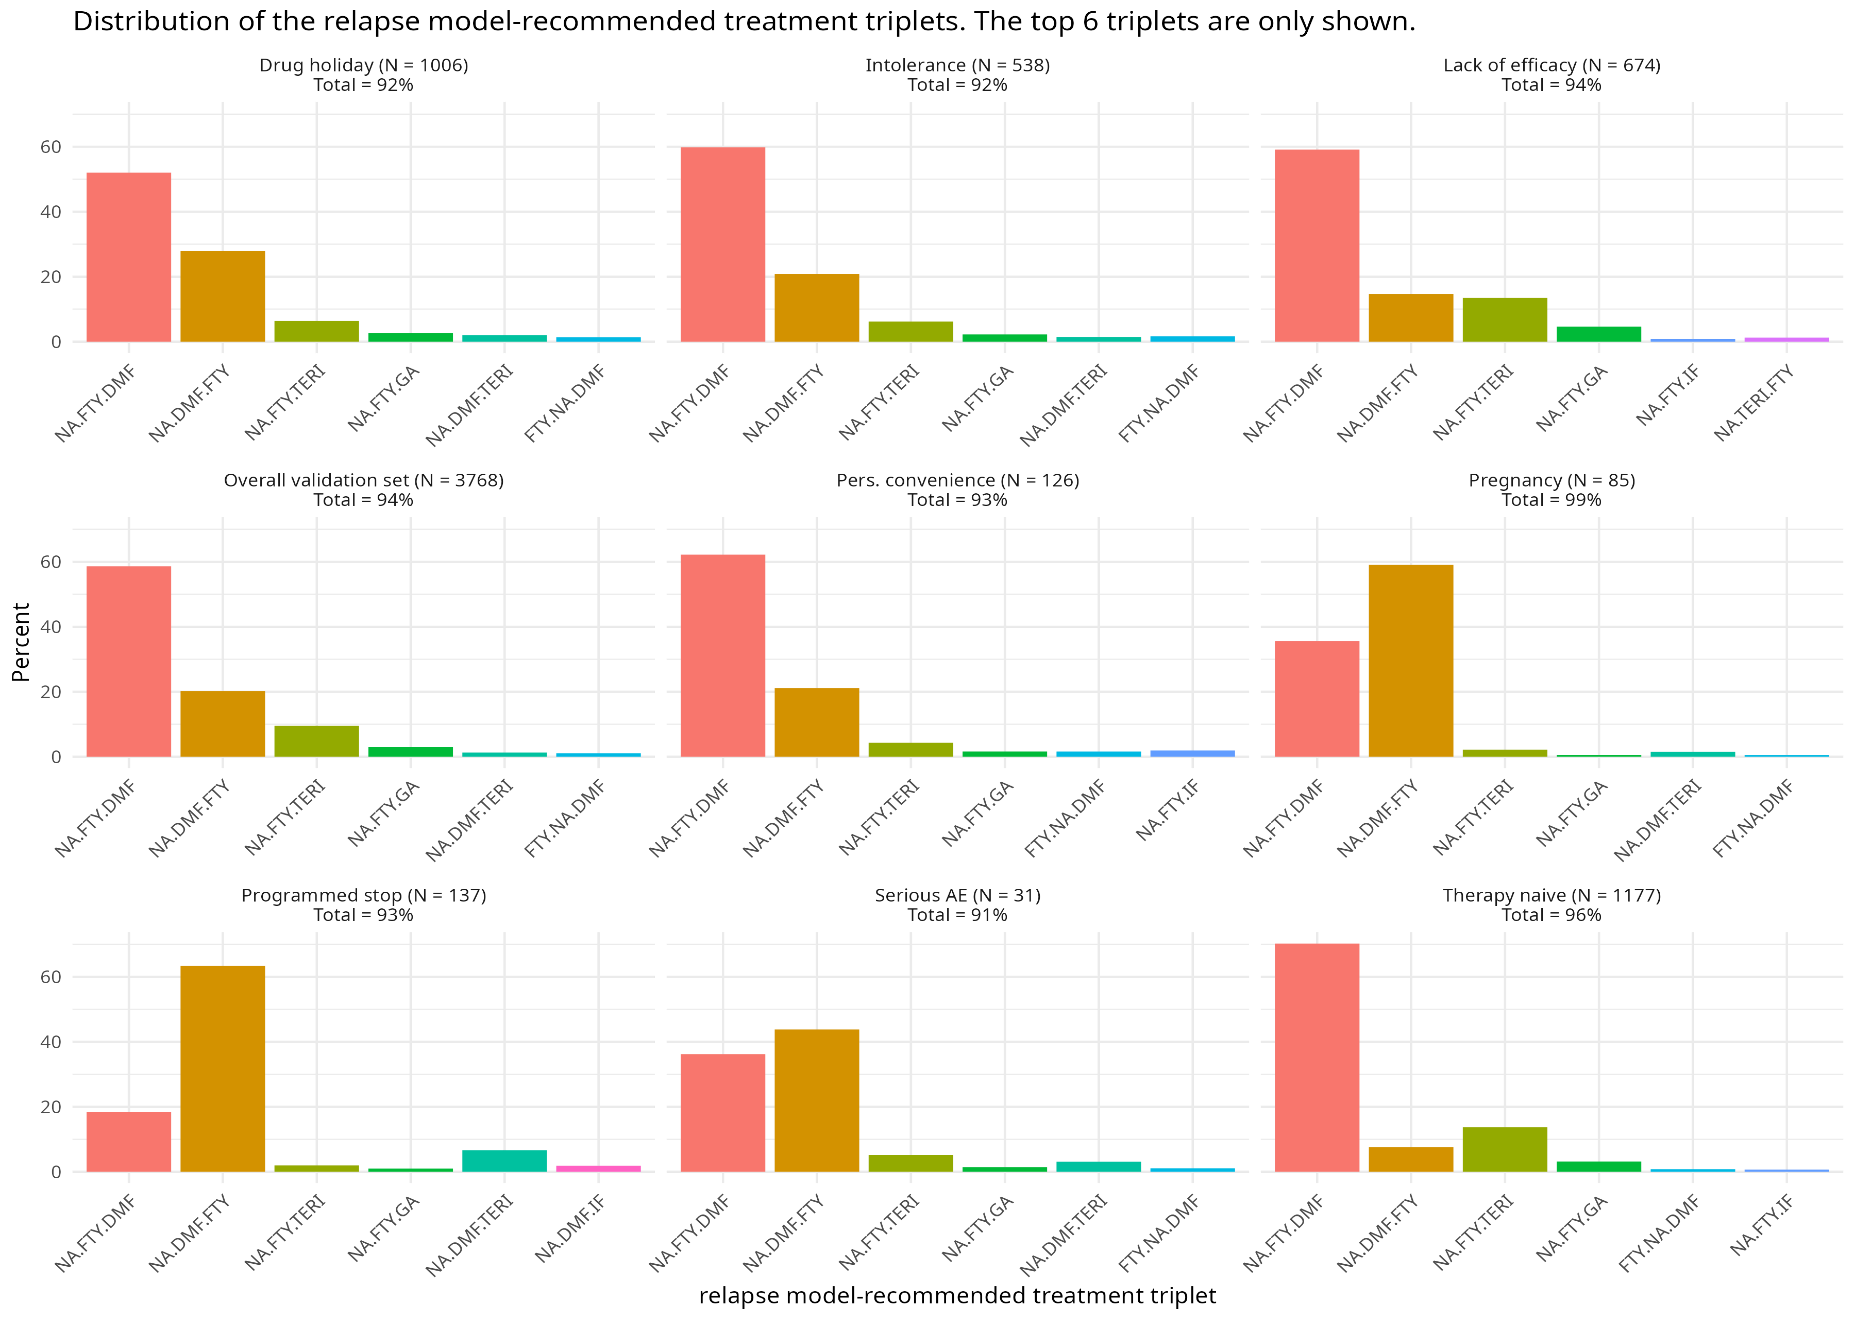 Distribution of the relapse model-recommended treatment triplets. The top 6 triplets are only shown.
Drug holiday (N = 1006)
Total = 92%
Intolerance (N = 538)
Total = 92%
Lack of efficacy (N = 674)
Total = 94%
60
40
20
0
NA.FTY.DMF
NA.DMF.FTY
NA.FTY.TERI
NA.FTY.GA
NA.DMF.TERI
FTY.NA.DMF
NA.FTY.DMF
NA.DMF.FTY
NA.FTY.TERI
NA.FTY.GA
NA.DMF.TERI
FTY.NA.DMF
NA.FTY.DMF
NA.DMF.FTY
NA.FTY.TERI
NA.FTY.GA
NA.FTY.IF
NA.TERI.FTY
Overall validation set (N = 3768)
Total = 94%
Pers. convenience (N = 126)
Total = 93%
Pregnancy (N = 85)
Total = 99%
Percent
60
40
20
0
NA.FTY.DMF
NA.DMF.FTY
NA.FTY.TERI
NA.FTY.GA
NA.DMF.TERI
FTY.NA.DMF
NA.FTY.DMF
NA.DMF.FTY
NA.FTY.TERI
NA.FTY.GA
FTY.NA.DMF
NA.FTY.IF
NA.FTY.DMF
NA.DMF.FTY
NA.FTY.TERI
NA.FTY.GA
NA.DMF.TERI
FTY.NA.DMF
Programmed stop (N = 137)
Total = 93%
Serious AE (N = 31)
Total = 91%
Therapy naive (N = 1177)
Total = 96%
60
40
20
0
NA.FTY.DMF
NA.DMF.FTY
NA.FTY.TERI
NA.FTY.GA
NA.DMF.TERI
NA.DMF.IF
NA.FTY.DMF
NA.DMF.FTY
NA.FTY.TERI
NA.FTY.GA
NA.DMF.TERI
FTY.NA.DMF
NA.FTY.DMF
NA.DMF.FTY
NA.FTY.TERI
NA.FTY.GA
FTY.NA.DMF
NA.FTY.IF
relapse model-recommended treatment triplet